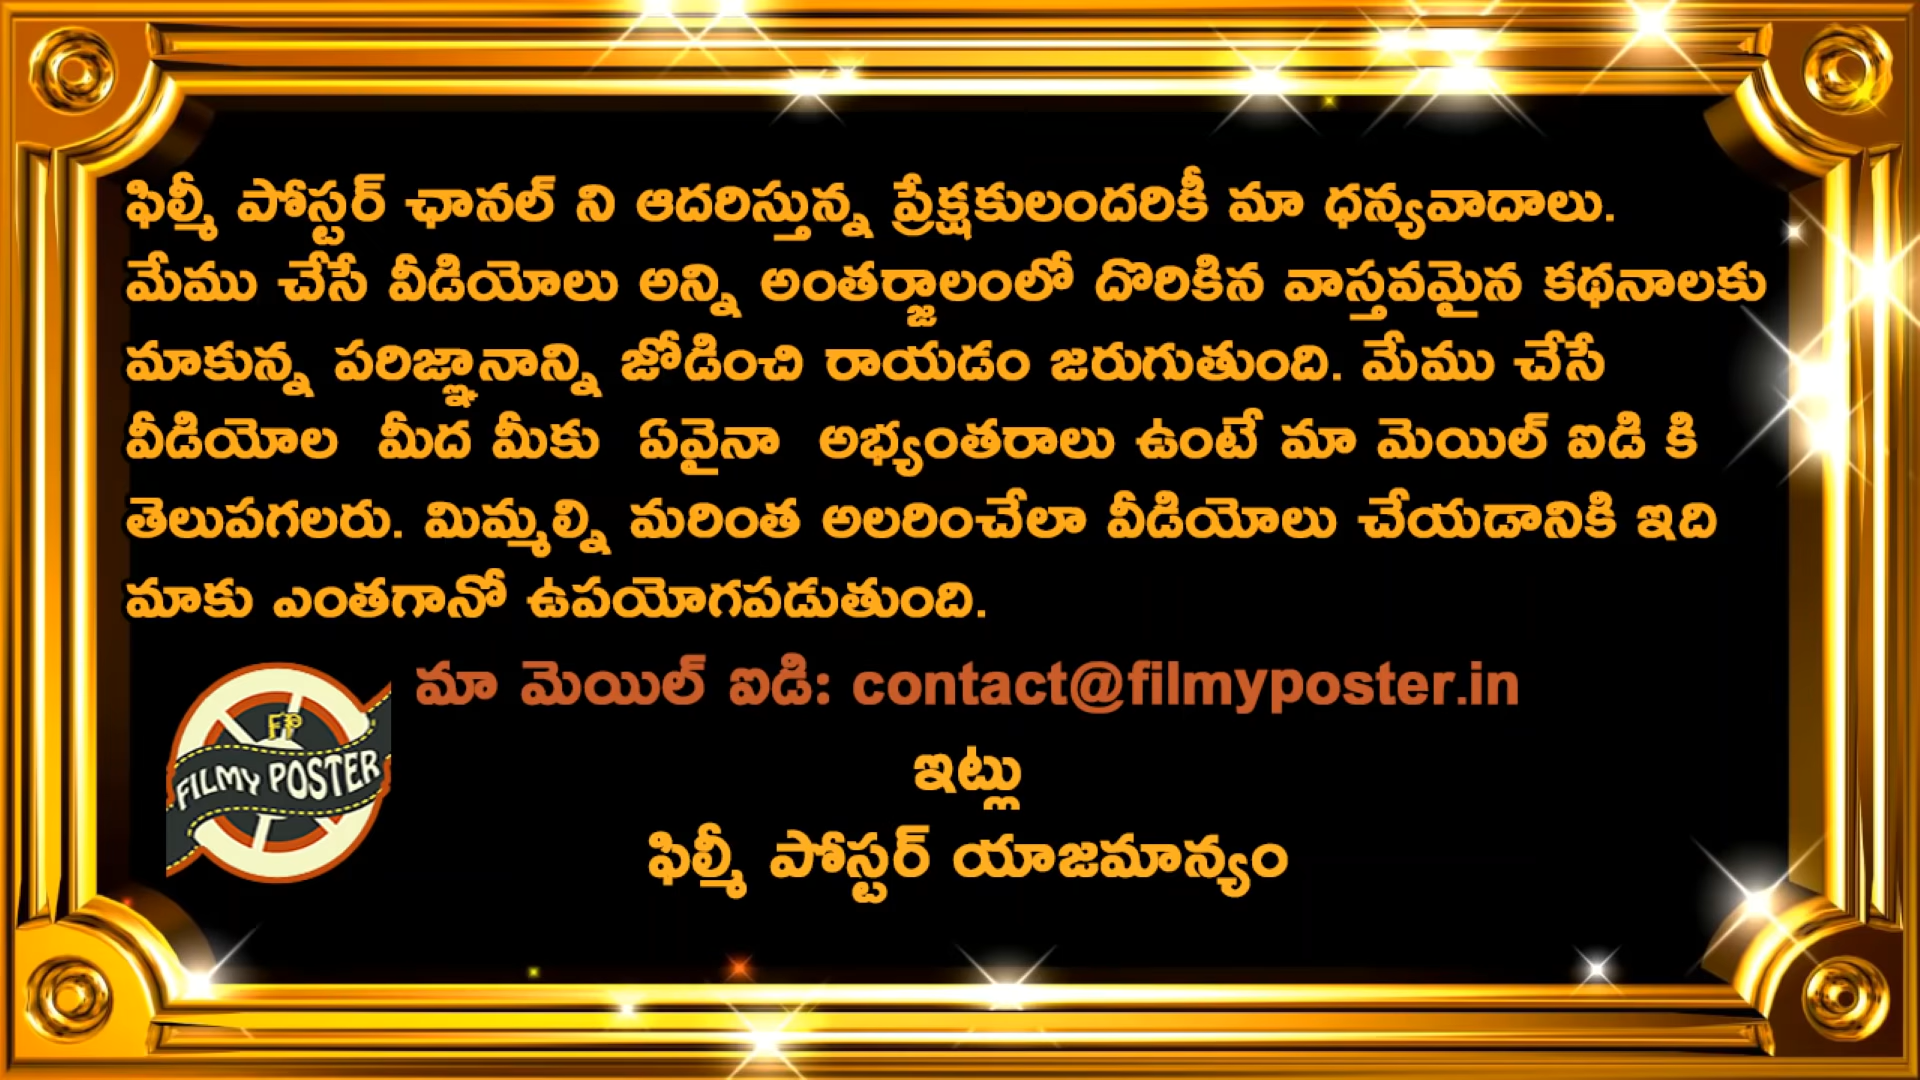 ఫిల్మీ పోస్టర్ ఛానల్ ని ఆదరిస్తున్న ప్రేక్షకులందరికీ మా ధన్యవాదాలు.
మేము చేసే వీడియోలు అన్ని అంతర్జాలంలో దొరికిన వాస్తవమైన కథనాలకు
మాకున్న పరిజ్ఞానాన్ని జోడించి రాయడం జరుగుతుంది. మేము చేసే
వీడియోల మీద మీకు ఏవైనా అభ్యంతరాలు ఉంటే మా మెయిల్ ఐడి కి
తెలుపగలరు. మిమ్మల్ని మరింత అలరించేలా వీడియోలు చేయడానికి ఇది
మాకు ఎంతగానో ఉపయోగపడుతుంది.
మా మెయిల్ ఐడి: contact@filmyposter.in
FP
FILMY POSTER
ఇట్లు
ఫిల్మీ పోస్టర్ యాజమాన్యం